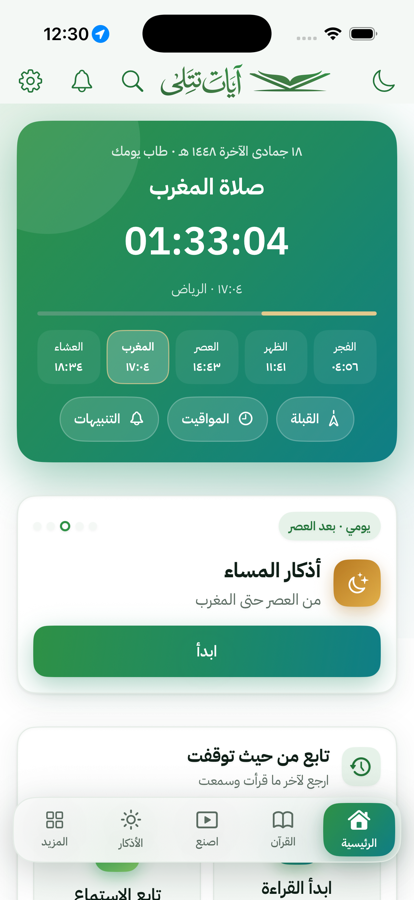 12:30
آيات تتلى
١٨ جمادى الآخرة ١٤٤٨ هـ · طاب يومك
صلاة المغرب
01:33:04
١٧:٠٤ · الرياض
الفجر
٠٤:٥٦
الظهر
١١:٤١
العصر
١٤:٤٣
المغرب
١٧:٠٤
العشاء
١٨:٣٤
القبلة
المواقيت
التنبيهات
يومي · بعد العصر
أذكار المساء
من العصر حتى المغرب
ابدأ
تابع من حيث توقفت
ارجع لآخر ما قرأت وسمعت
ابدأ القراءة
تابع الاستماع
الرئيسية
القرآن
اصنع
الأذكار
المزيد